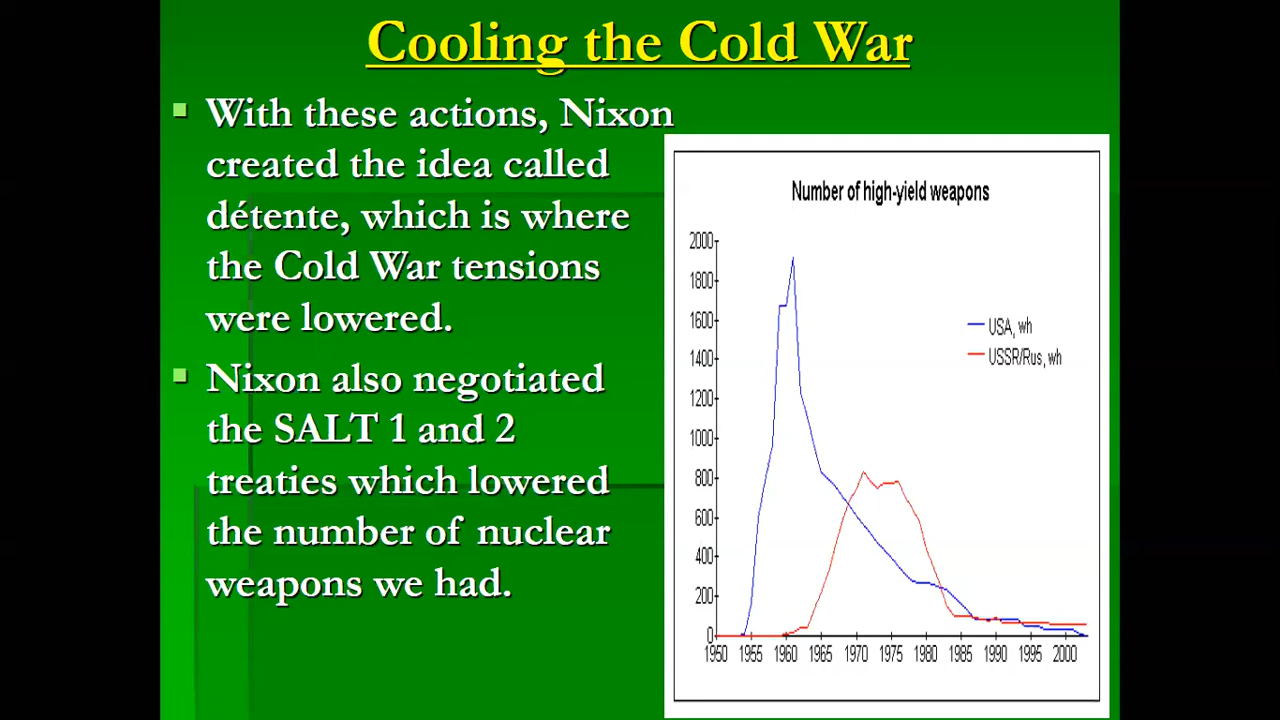 Cooling the Cold War
With these actions, Nixon
created the idea called
détente, which is where
the Cold War tensions
were lowered.
Nixon also negotiated
the SALT 1 and 2
treaties which lowered
the number of nuclear
weapons we had.
Number of high-yield weapons
2000
1800
1600
1400
1200
1000
800
600
400
200
0
USA, wh
USSR/Rus, wh
1950 1955 1960 1965 1970 1975 1980 1985 1990 1995 2000